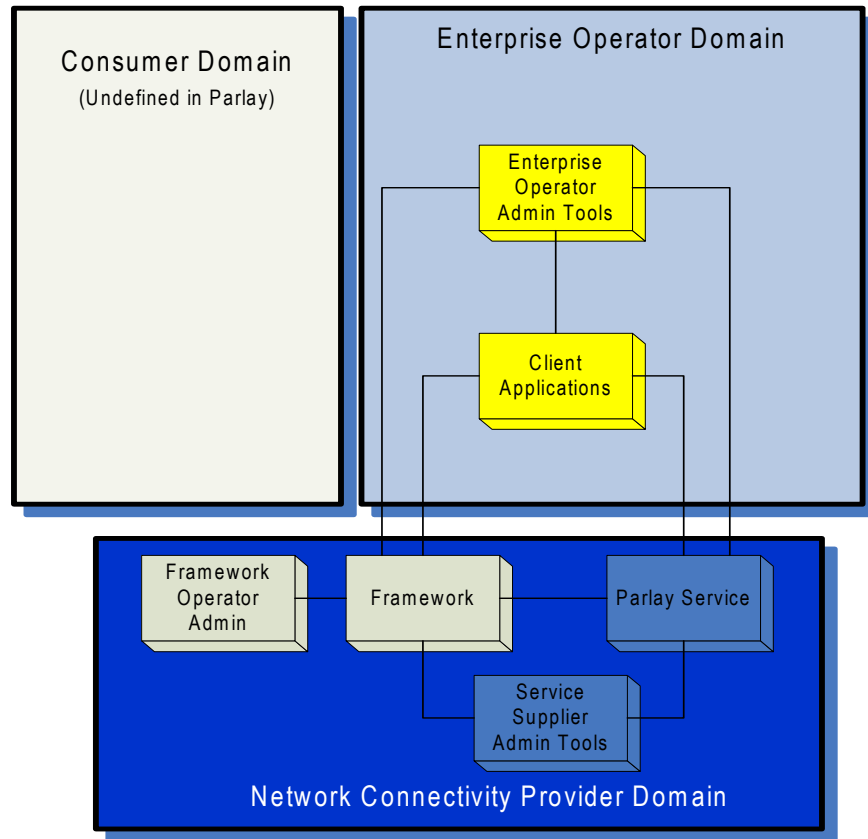 Consumer Domain
(Undefined in Parlay)
Enterprise Operator Domain
Enterprise
Operator
Admin Tools
Client
Applications
Framework
Operator
Admin
Framework
Parlay Service
Service
Supplier
Admin Tools
Network Connectivity Provider Domain